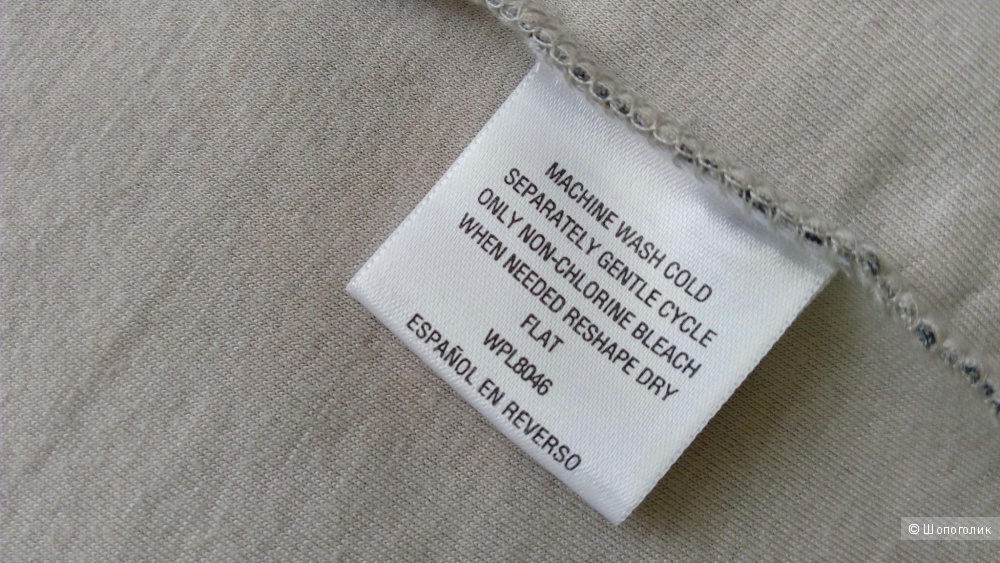 MACHINE WASH COLD
SEPARATELY GENTLE CYCLE
ONLY NON-CHLORINE BLEACH
WHEN NEEDED RESHAPE DRY
FLAT
WPL8046
ESPAÑOL EN REVERSO
© Шопоголик